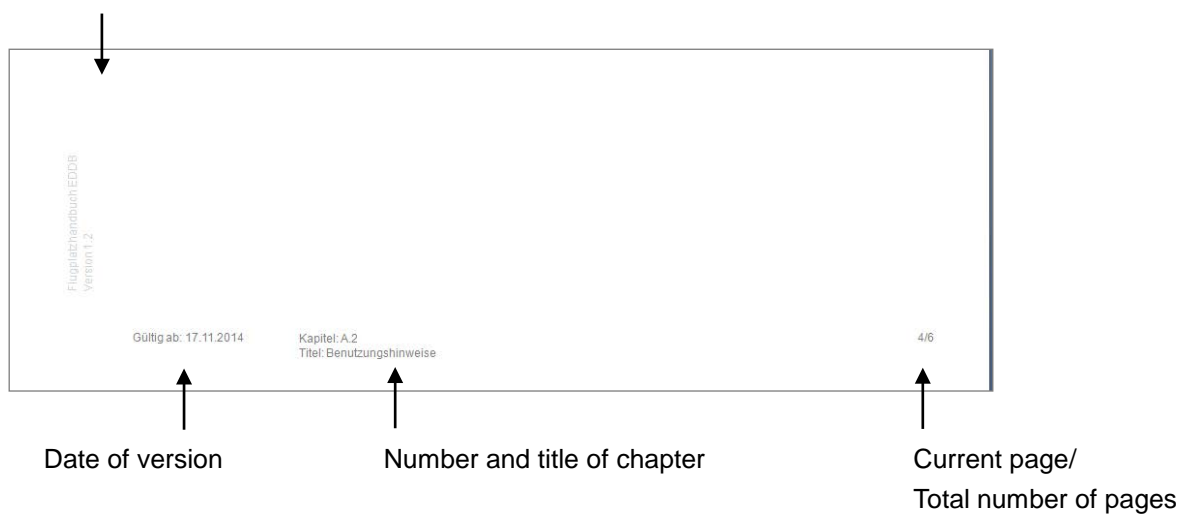 Flugplatzhandbuch EDDB
Version 1.2
Gültig ab: 17.11.2014
Kapitel: A.2
Titel: Benutzungshinweise
4/6
Date of version
Number and title of chapter
Current page/
Total number of pages